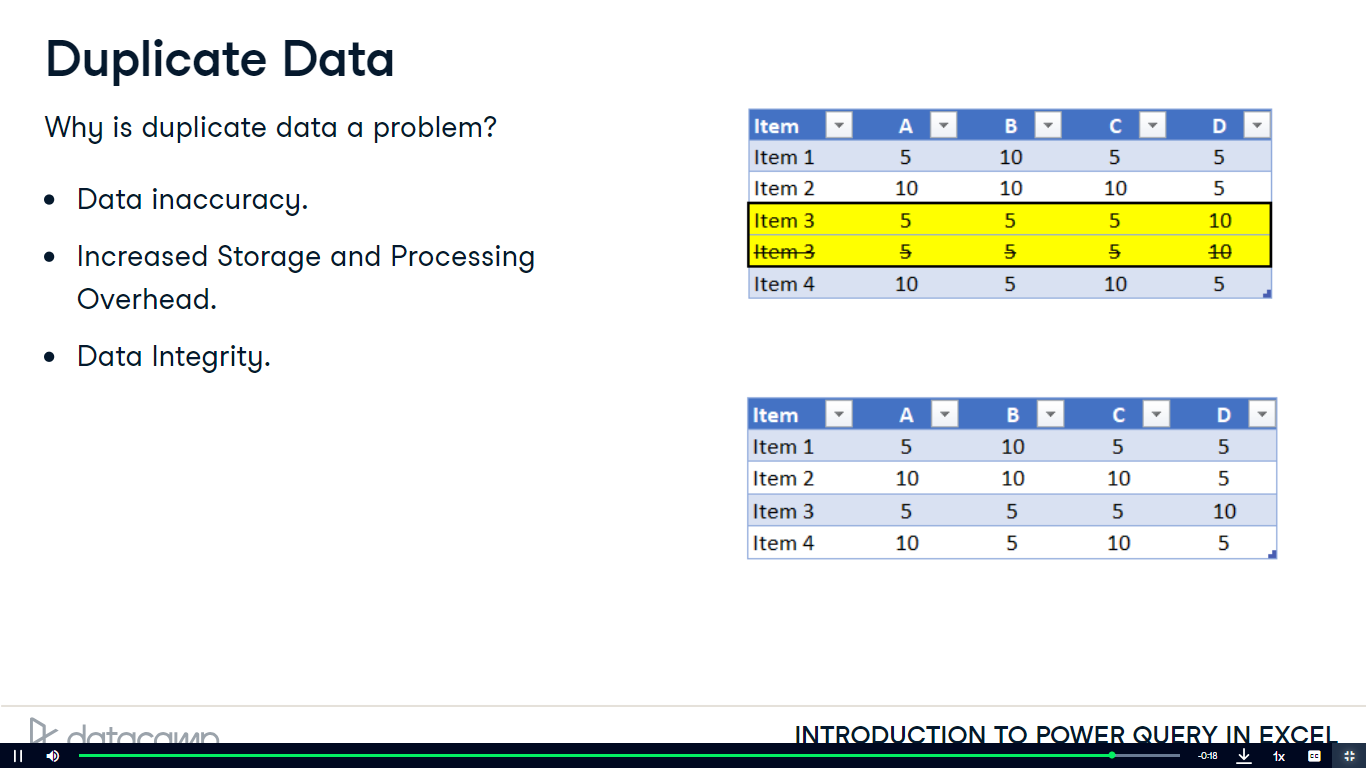 Duplicate Data
Why is duplicate data a problem?
• Data inaccuracy.
• Increased Storage and Processing
Overhead.
• Data Integrity.
Item A B C D
Item 1 5 10 5 5
Item 2 10 10 10 5
Item 3 5 5 5 10
Item 3 5 5 5 10
Item 4 10 5 10 5
Item A B C D
Item 1 5 10 5 5
Item 2 10 10 10 5
Item 3 5 5 5 10
Item 4 10 5 10 5
datacamp
INTRODUCTION TO POWER QUERY IN EXCEL
-0:18 1x CC